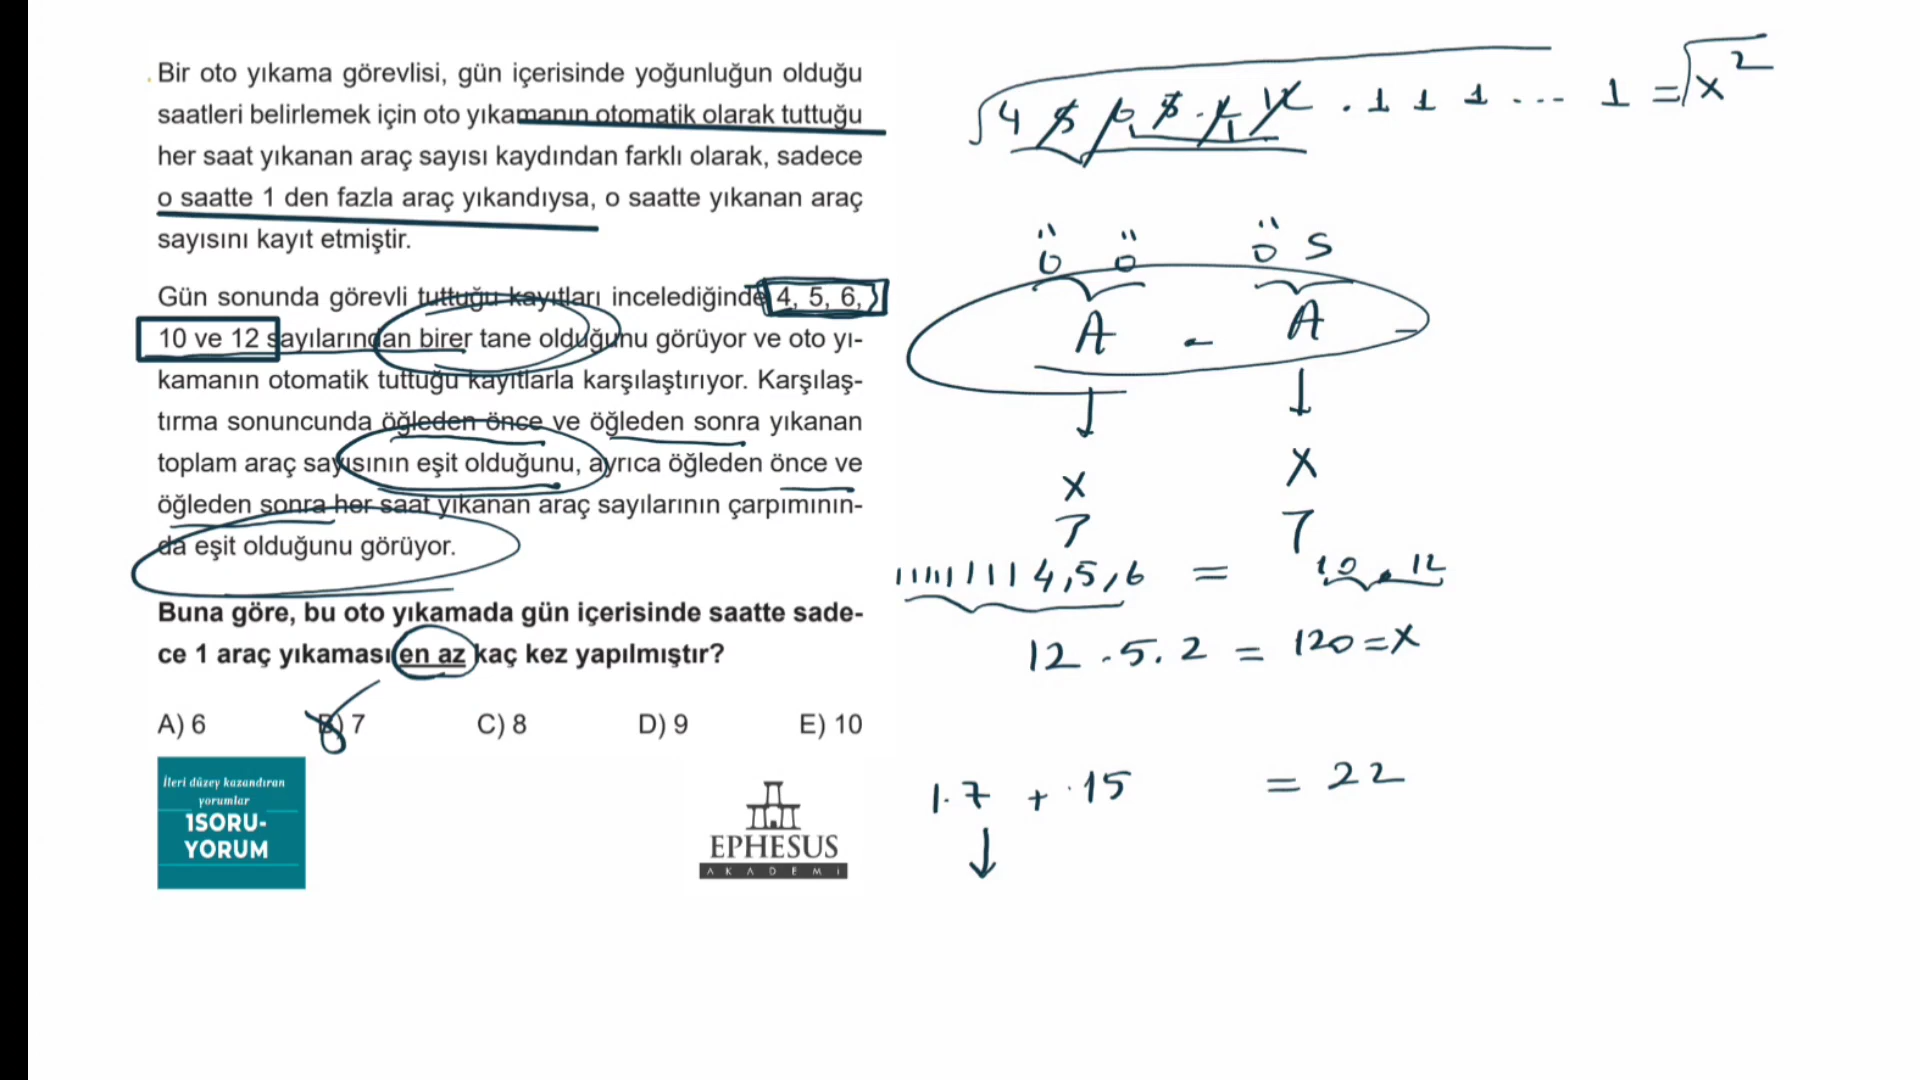 Bir oto yıkama görevlisi, gün içerisinde yoğunluğun olduğu
saatleri belirlemek için oto yıkamanın otomatik olarak tuttuğu
her saat yıkanan araç sayısı kaydından farklı olarak, sadece
o saatte 1 den fazla araç yıkandıysa, o saatte yıkanan araç
sayısını kayıt etmiştir.
Gün sonunda görevli tuttuğu kayıtları incelediğinde 4, 5, 6,
10 ve 12 sayılarından birer tane olduğunu görüyor ve oto yı-
kamanın otomatik tuttuğu kayıtlarla karşılaştırıyor. Karşılaş-
tırma sonuncunda öğleden önce ve öğleden sonra yıkanan
toplam araç sayısının eşit olduğunu, ayrıca öğleden önce ve
öğleden sonra her saat yıkanan araç sayılarının çarpımının-
da eşit olduğunu görüyor.
Buna göre, bu oto yıkamada gün içerisinde saatte sade-
ce 1 araç yıkaması en az kaç kez yapılmıştır?
A) 6 B) 7 C) 8 D) 9 E) 10
İleri düzey kazandıran
yorumlar
1SORU-
YORUM
EPHESUS
AKADEMİ
. 1 1 1 ... 1 = √x²
ö ö ö s
A - A -
x x
7 7
11111111 4,5,6 = 10 . 12
12 . 5 . 2 = 120 = x
1.7 + .15 = 22